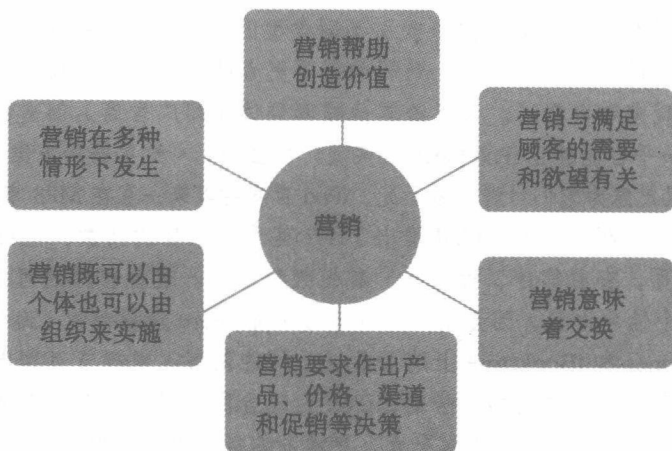 营销帮助
创造价值
营销与满足
顾客的需要
和欲望有关
营销意味
着交换
营销要求作出产
品、价格、渠道
和促销等决策
营销既可以由
个体也可以由
组织来实施
营销在多种
情形下发生
营销